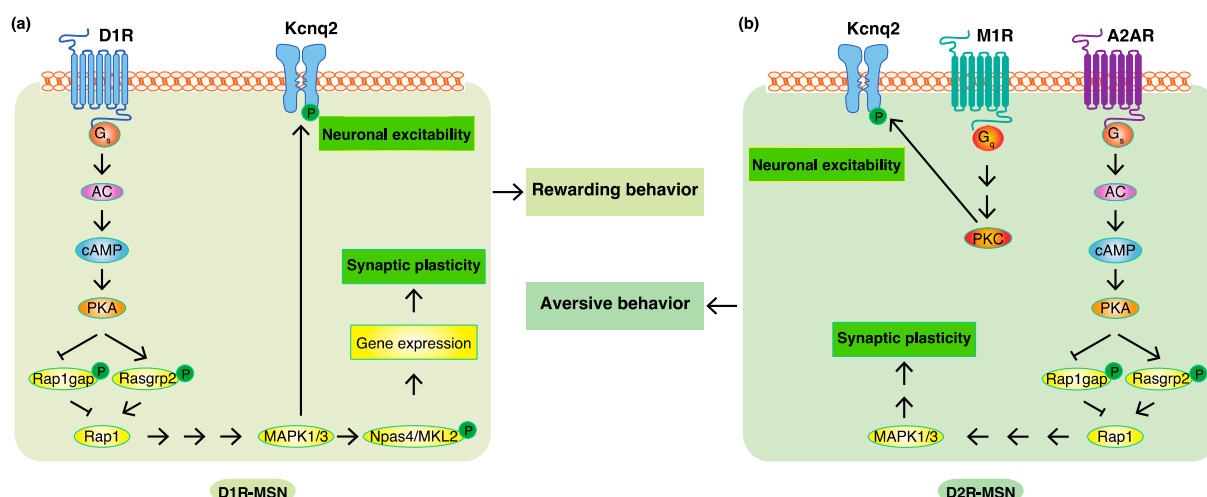 (a)
D1R
Kcnq2
P
Neuronal excitability
Gs
AC
cAMP
PKA
Rap1gap P
Rasgrp2 P
Rap1
MAPK1/3
Npas4/MKL2 P
Gene expression
Synaptic plasticity
D1R-MSN
Rewarding behavior
Aversive behavior
(b)
Kcnq2
M1R
A2AR
P
Neuronal excitability
Gq
PKC
Gs
AC
cAMP
PKA
Rap1gap P
Rasgrp2 P
Rap1
MAPK1/3
Synaptic plasticity
D2R-MSN